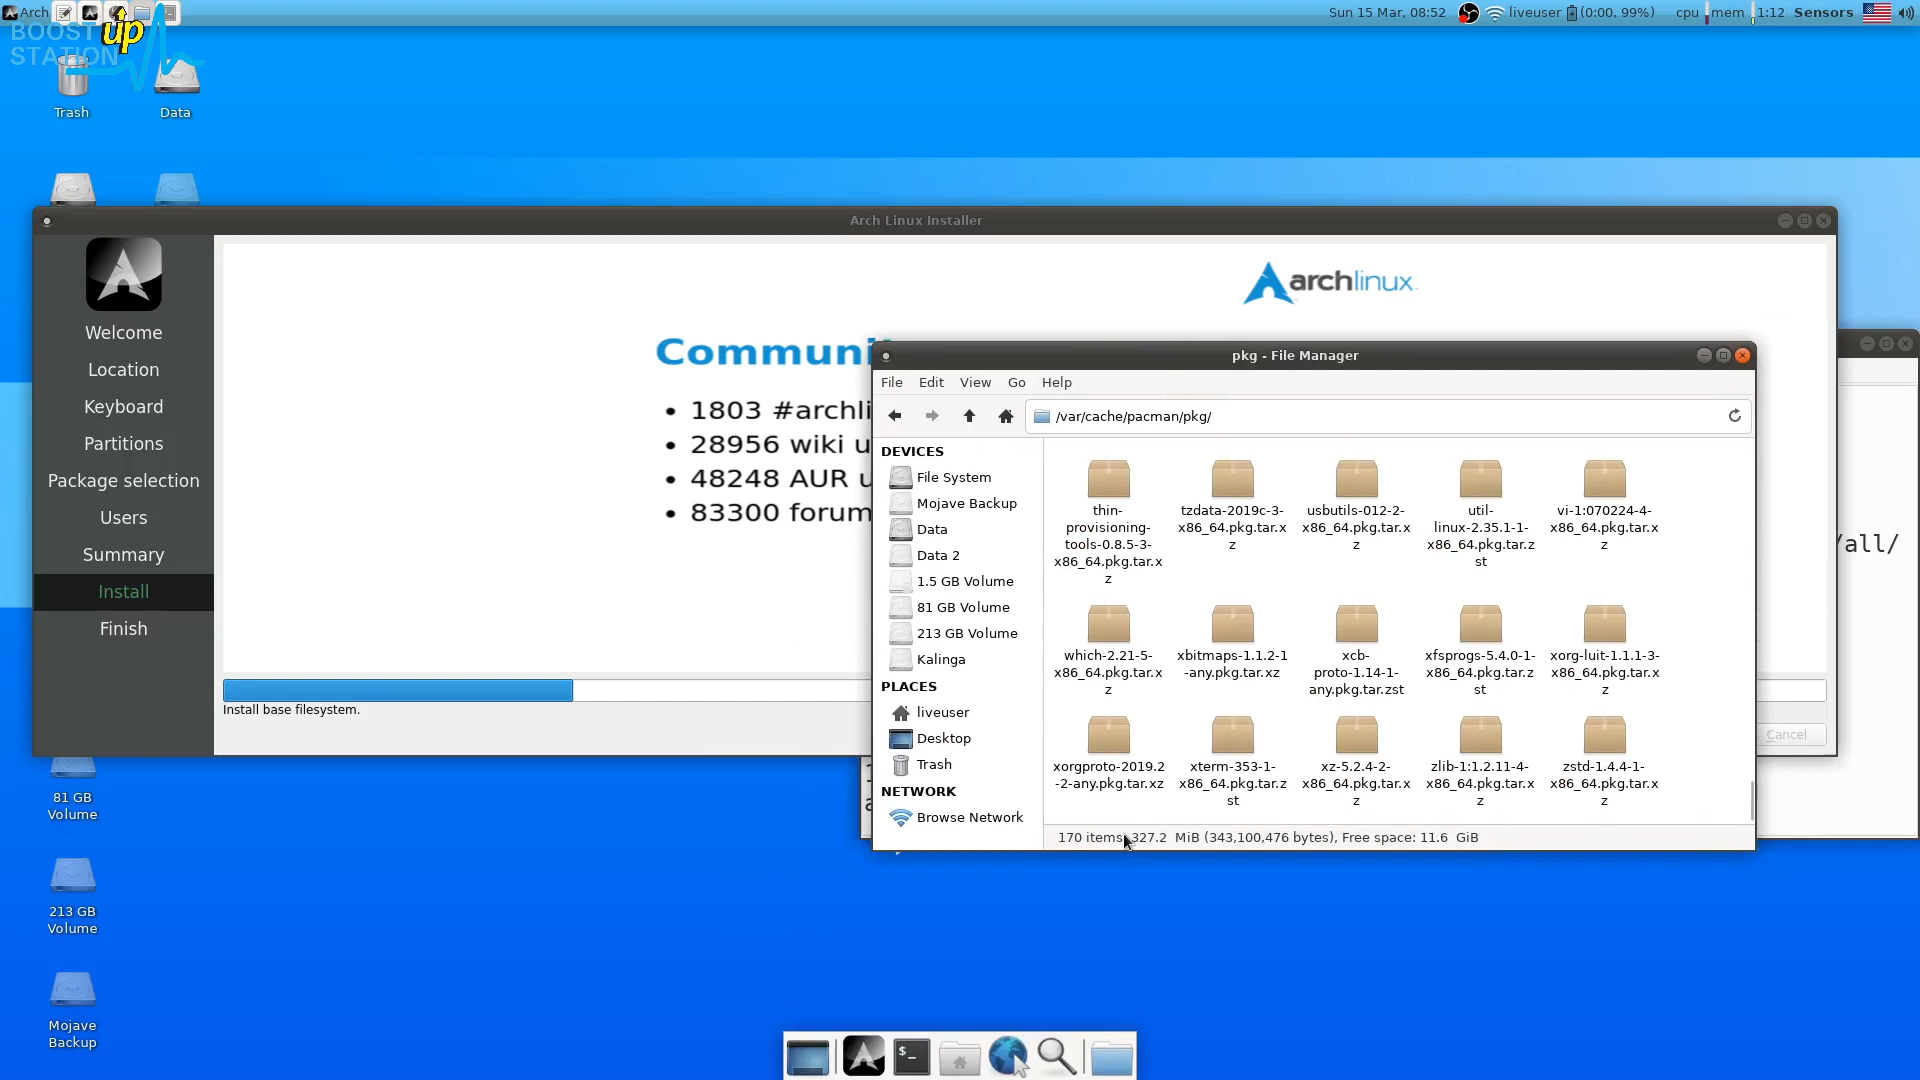 Arch
Sun 15 Mar, 08:52
liveuser
(0:00, 99%)
cpu
mem
1:12
Sensors
BOOST up
STATION
Trash
Data
Arch Linux Installer
archlinux
Welcome
Location
Keyboard
Partitions
Package selection
Users
Summary
Install
Finish
1803 #archli
28956 wiki u
48248 AUR u
83300 forum
Install base filesystem.
Cancel
/all/
pkg - File Manager
File Edit View Go Help
/var/cache/pacman/pkg/
DEVICES
File System
Mojave Backup
Data
Data 2
1.5 GB Volume
81 GB Volume
213 GB Volume
Kalinga
PLACES
liveuser
Desktop
Trash
NETWORK
Browse Network
thin-
provisioning-
tools-0.8.5-3-
x86_64.pkg.tar.x
z
tzdata-2019c-3-
x86_64.pkg.tar.x
z
usbutils-012-2-
x86_64.pkg.tar.x
z
util-
linux-2.35.1-1-
x86_64.pkg.tar.z
st
vi-1:070224-4-
x86_64.pkg.tar.x
z
which-2.21-5-
x86_64.pkg.tar.x
z
xbitmaps-1.1.2-1
-any.pkg.tar.xz
xcb-
proto-1.14-1-
any.pkg.tar.zst
xfsprogs-5.4.0-1-
x86_64.pkg.tar.z
st
xorg-luit-1.1.1-3-
x86_64.pkg.tar.x
z
xorgproto-2019.2
-2-any.pkg.tar.xz
xterm-353-1-
x86_64.pkg.tar.z
st
xz-5.2.4-2-
x86_64.pkg.tar.x
z
zlib-1:1.2.11-4-
x86_64.pkg.tar.x
z
zstd-1.4.4-1-
x86_64.pkg.tar.x
z
170 items, 327.2 MiB (343,100,476 bytes), Free space: 11.6 GiB
81 GB
Volume
213 GB
Volume
Mojave
Backup